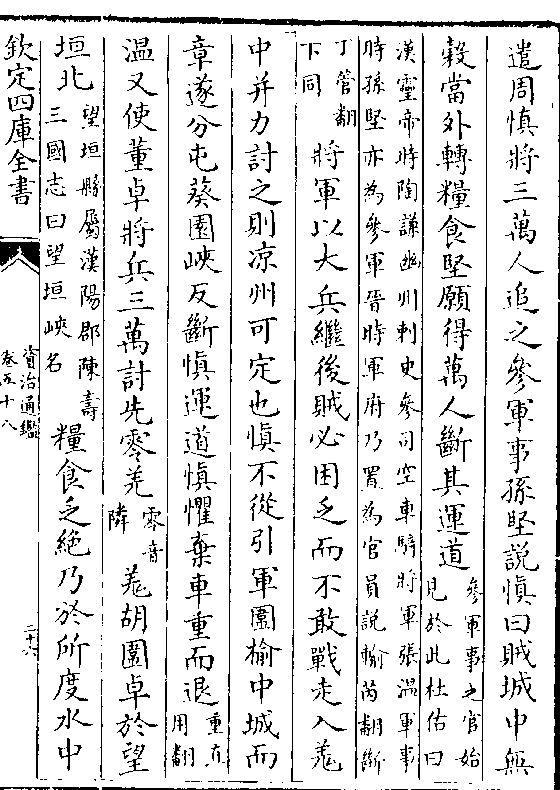 遣周慎將三萬人追之參軍事孫堅說慎曰賊城中無
榖當外轉糧食堅願得萬人斷其運道
參軍事之官始
見於此杜佑曰
漢靈帝時陶謙幽州刺史參司空車騎將軍張溫軍事
時孫堅亦為參軍晉時軍府乃置為官員説輸芮翻斷
丁管翻
下同
將軍以大兵繼後賊必困乏而不敢戰走入羌
中并力討之則凉州可定也慎不從引軍圍榆中城而
章遂分屯葵園峽反斷慎運道慎懼棄車重而退
重直
用翻
温又使董卓將兵三萬討先零羌
零音
隣
羌胡圍卓於望
垣北
望垣縣屬漢陽郡陳壽
三國志曰望垣峽名
糧食乏絶乃於所度水中
欽定四庫全書
資治通鑑
卷五十八
二十六